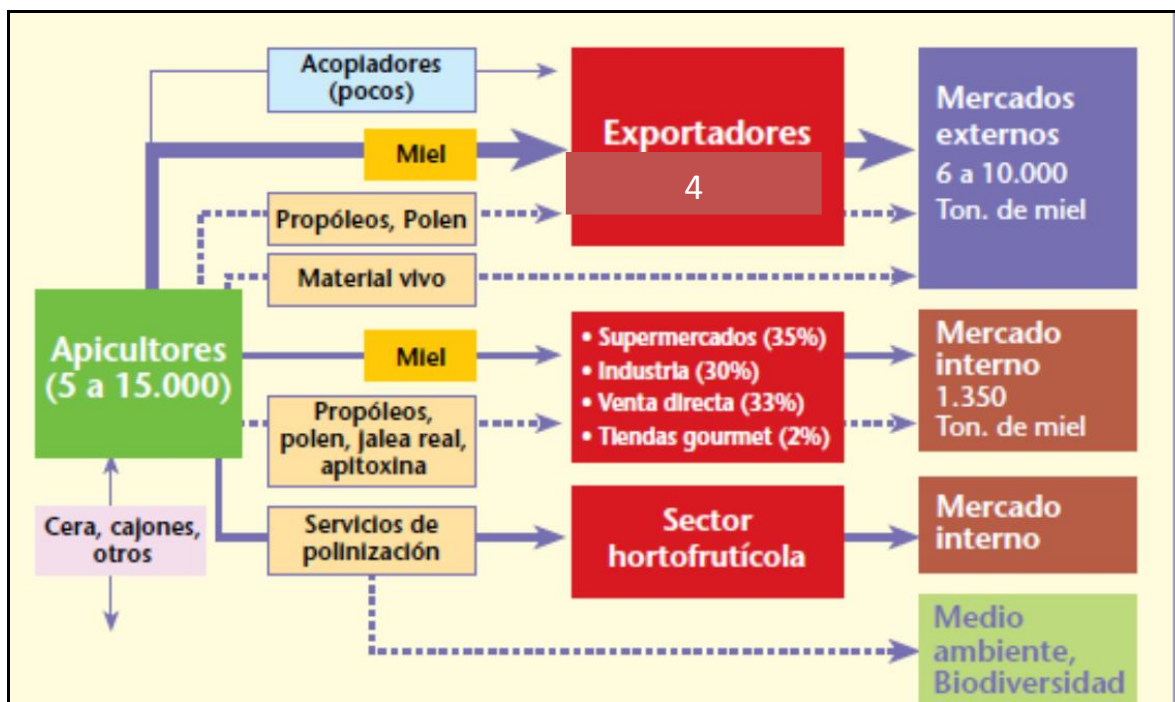 Acopiadores
(pocos)
Miel
Propóleos, Polen
Material vivo
Exportadores
4
Mercados
externos
6 a 10.000
Ton. de miel
Apicultores
(5 a 15.000)
Miel
Propóleos,
polen, jalea real,
apitoxina
• Supermercados (35%)
• Industria (30%)
• Venta directa (33%)
• Tiendas gourmet (2%)
Mercado
interno
1.350
Ton. de miel
Cera, cajones,
otros
Servicios de
polinización
Sector
hortofrutícola
Mercado
interno
Medio
ambiente,
Biodiversidad